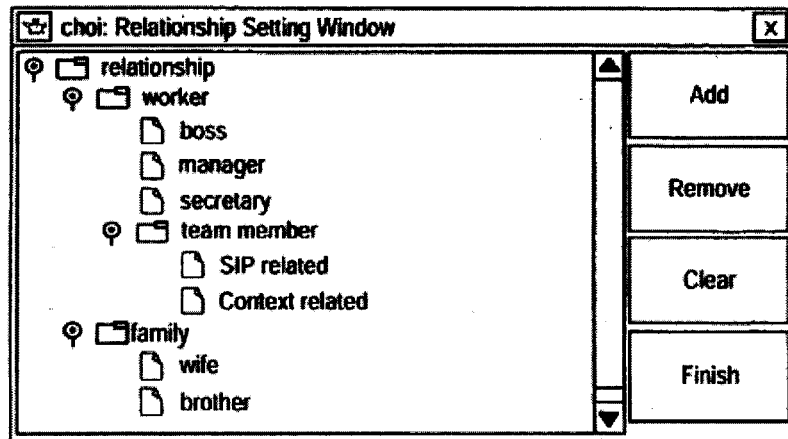 choi: Relationship Setting Window
x
relationship
worker
boss
manager
secretary
team member
SIP related
Context related
family
wife
brother
Add
Remove
Clear
Finish